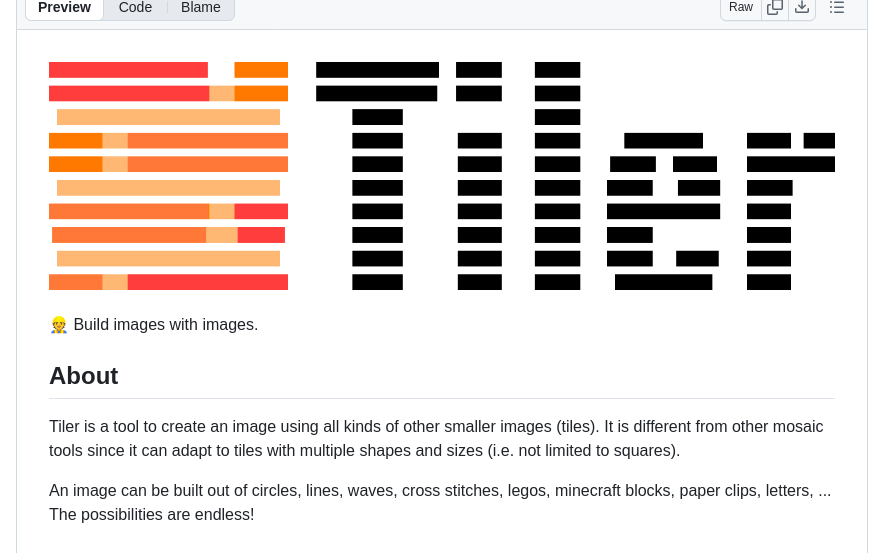 Preview Code Blame Raw
Tiler
👷 Build images with images.
About
Tiler is a tool to create an image using all kinds of other smaller images (tiles). It is different from other mosaic
tools since it can adapt to tiles with multiple shapes and sizes (i.e. not limited to squares).
An image can be built out of circles, lines, waves, cross stitches, legos, minecraft blocks, paper clips, letters, ...
The possibilities are endless!